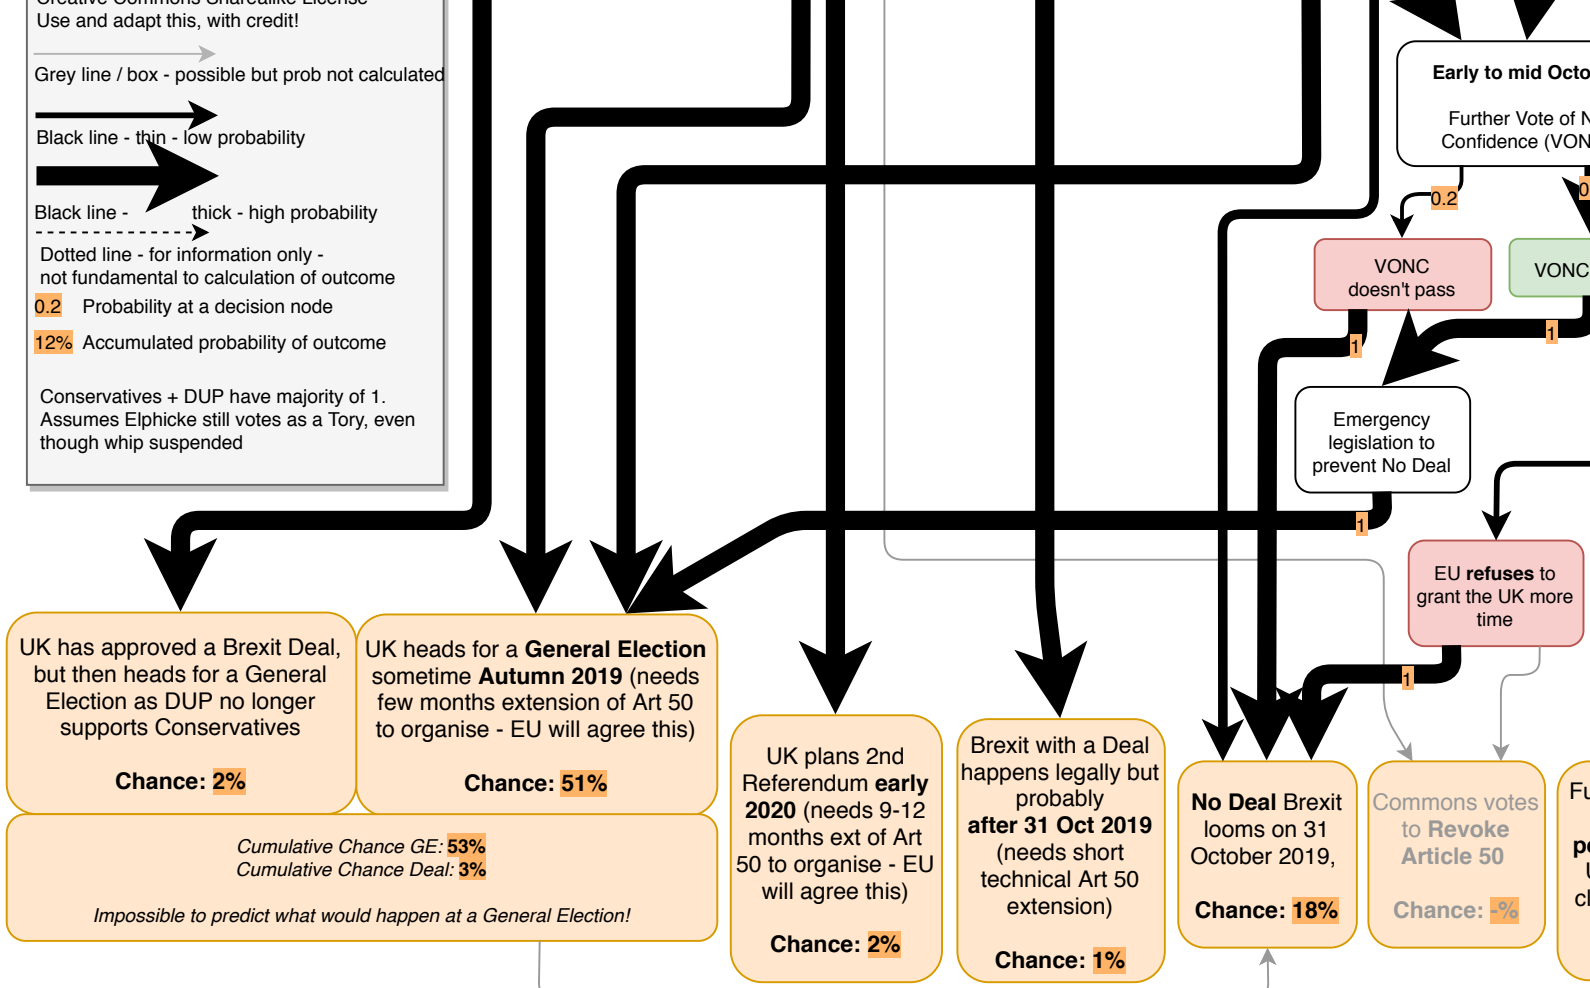 Creative Commons Sharealike License
Use and adapt this, with credit!
Grey line / box - possible but prob not calculated
Black line - thin - low probability
Black line - thick - high probability
Dotted line - for information only -
not fundamental to calculation of outcome
0.2 Probability at a decision node
12% Accumulated probability of outcome
Conservatives + DUP have majority of 1.
Assumes Elphicke still votes as a Tory, even
though whip suspended
Early to mid Octo
Further Vote of N
Confidence (VON
0.2
0
VONC
doesn't pass
VONC
1
1
Emergency
legislation to
prevent No Deal
1
EU refuses to
grant the UK more
time
1
UK has approved a Brexit Deal,
but then heads for a General
Election as DUP no longer
supports Conservatives
Chance: 2%
UK heads for a General Election
sometime Autumn 2019 (needs
few months extension of Art 50
to organise - EU will agree this)
Chance: 51%
Cumulative Chance GE: 53%
Cumulative Chance Deal: 3%
Impossible to predict what would happen at a General Election!
UK plans 2nd
Referendum early
2020 (needs 9-12
months ext of Art
50 to organise - EU
will agree this)
Chance: 2%
Brexit with a Deal
happens legally but
probably
after 31 Oct 2019
(needs short
technical Art 50
extension)
Chance: 1%
No Deal Brexit
looms on 31
October 2019,
Chance: 18%
Commons votes
to Revoke
Article 50
Chance: -%
Fu
pe
U
cl